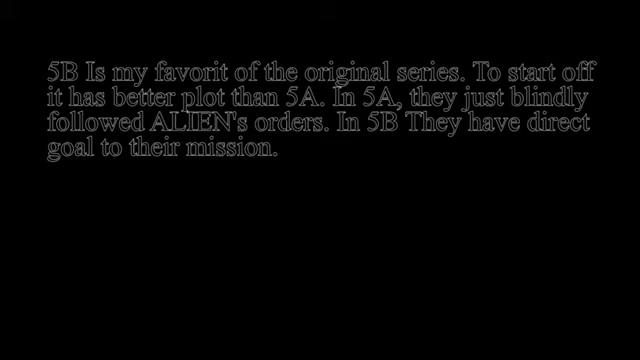 5B Is my favorit of the original series. To start off
it has better plot than 5A. In 5A, they just blindly
followed ALIEN's orders. In 5B They have direct
goal to their mission.